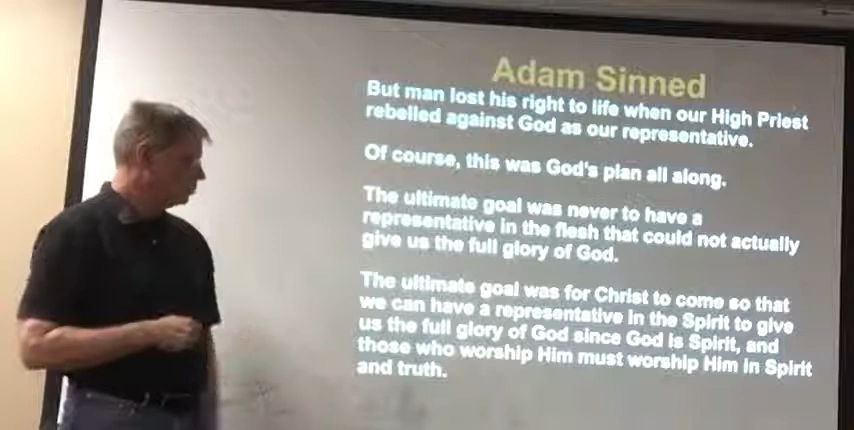 Adam Sinned
But man lost his right to life when our High Priest
rebelled against God as our representative.
Of course, this was God's plan all along.
The ultimate goal was never to have a
representative in the flesh that could not actually
give us the full glory of God.
The ultimate goal was for Christ to come so that
we can have a representative in the Spirit to give
us the full glory of God since God is Spirit, and
those who worship Him must worship Him in Spirit
and truth.